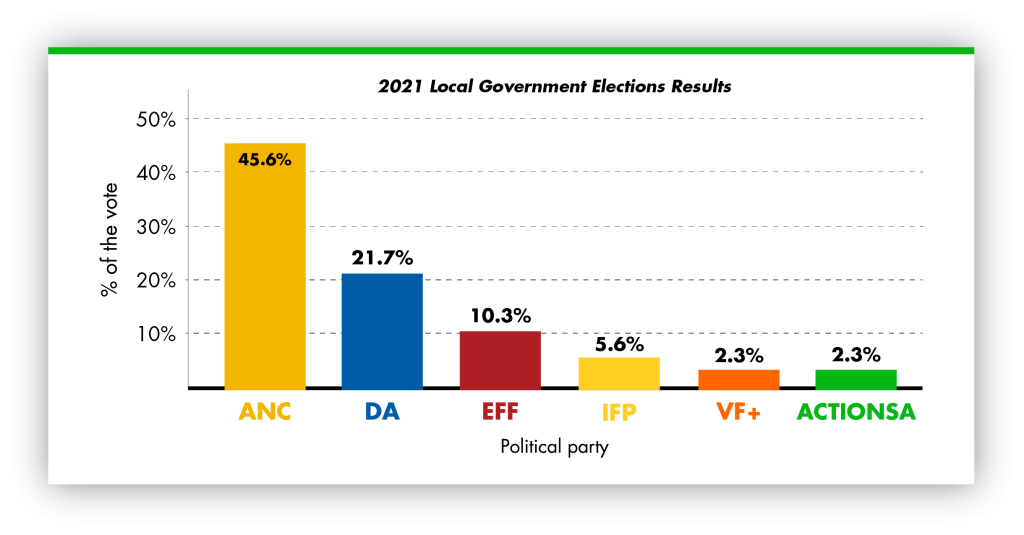 2021 Local Government Elections Results
% of the vote
50%
40%
30%
20%
10%
45.6%
21.7%
10.3%
5.6%
2.3%
2.3%
ANC DA EFF IFP VF+ ACTIONSA
Political party